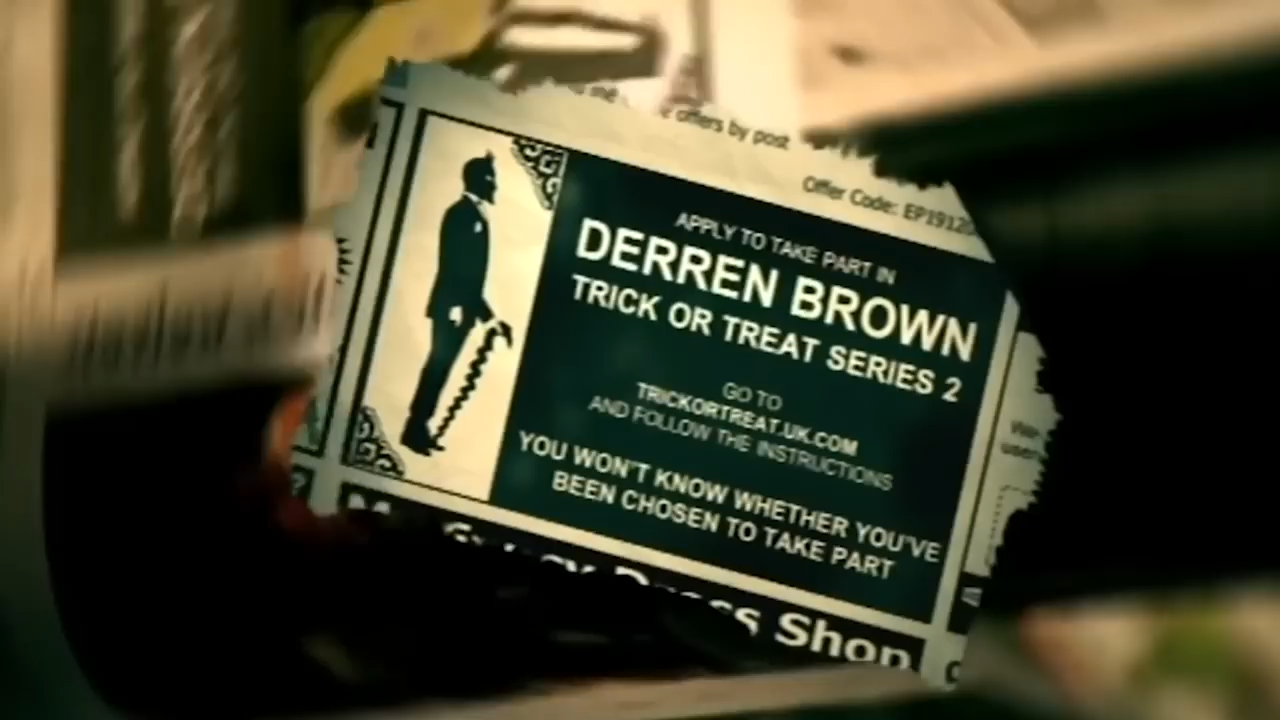 offers by post
Offer Code: EP1912
APPLY TO TAKE PART IN
DERREN BROWN
TRICK OR TREAT SERIES 2
GO TO
TRICKORTREAT.UK.COM
AND FOLLOW THE INSTRUCTIONS
YOU WON'T KNOW WHETHER YOU'VE
BEEN CHOSEN TO TAKE PART
Shop